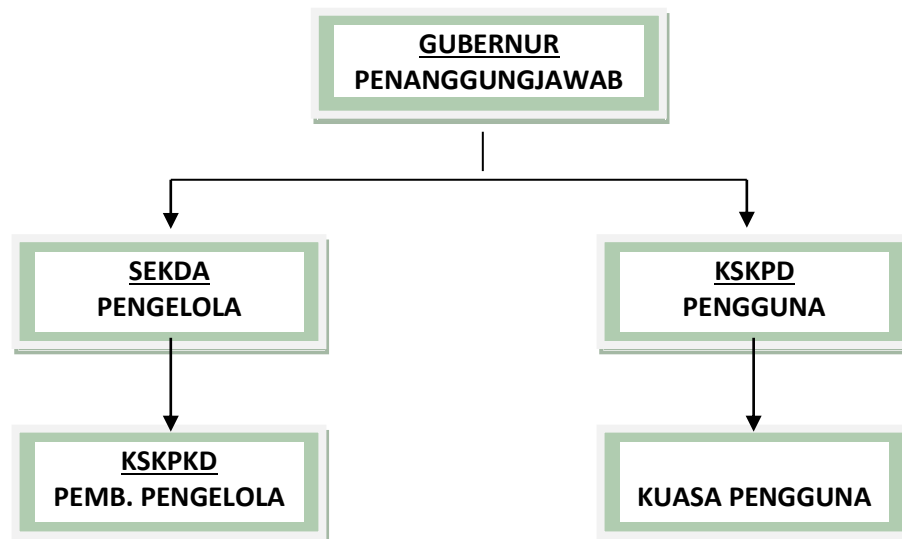 GUBERNUR
PENANGGUNGJAWAB
SEKDA
PENGELOLA
KSKPD
PENGGUNA
KSKPKD
PEMB. PENGELOLA
KUASA PENGGUNA